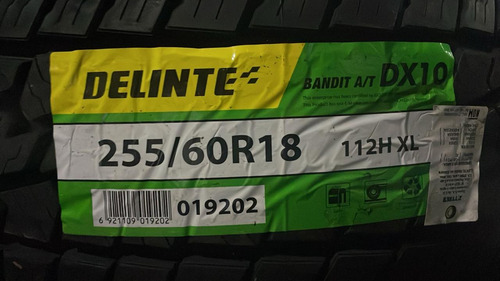 DELINTE
BANDIT A/T DX10
255/60R18 112H XL
019202
6 921109 019202